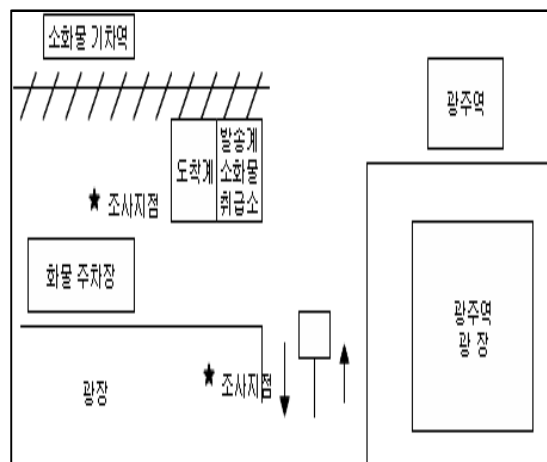 소화물 기차역
광주역
도착계
발송계
소화물
취급소
★ 조사지점
화물 주차장
광주역
광 장
★ 조사지점
광장